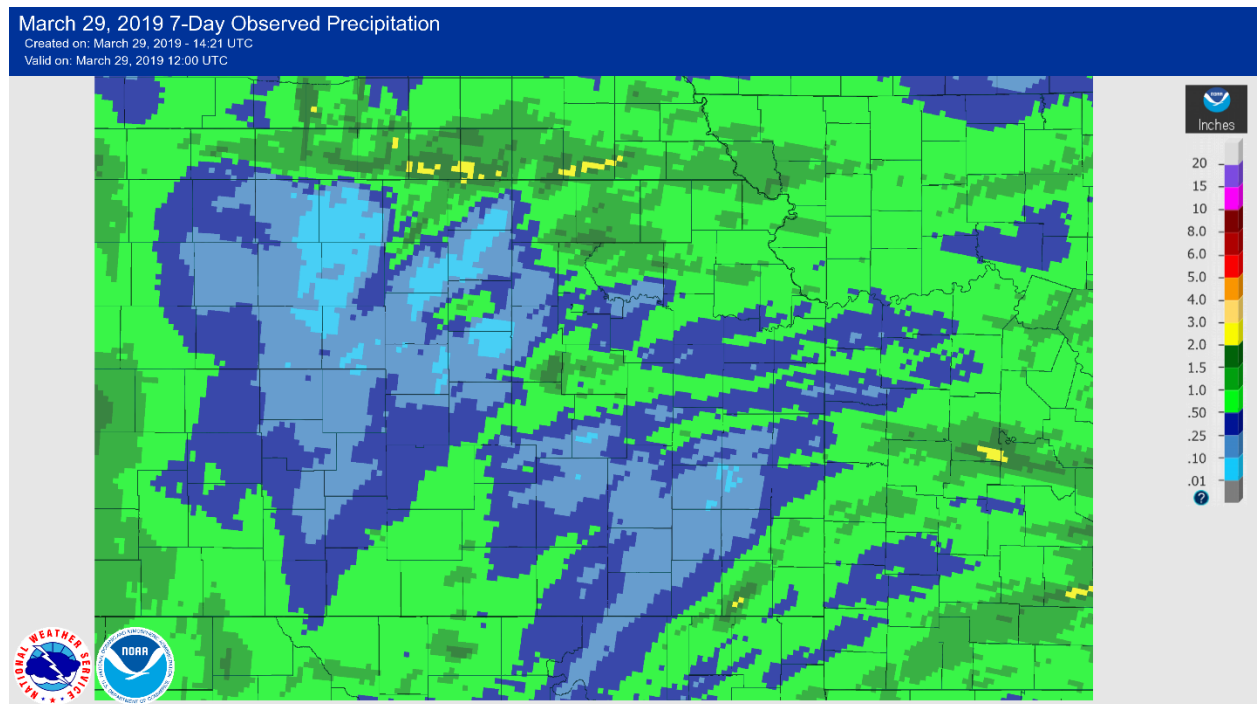 March 29, 2019 7-Day Observed Precipitation
Created on: March 29, 2019 - 14:21 UTC
Valid on: March 29, 2019 12:00 UTC
NOAA
Inches
20
15
10
8.0
6.0
5.0
4.0
3.0
2.0
1.5
1.0
.50
.25
.10
.01
?
NATIONAL WEATHER SERVICE
NOAA